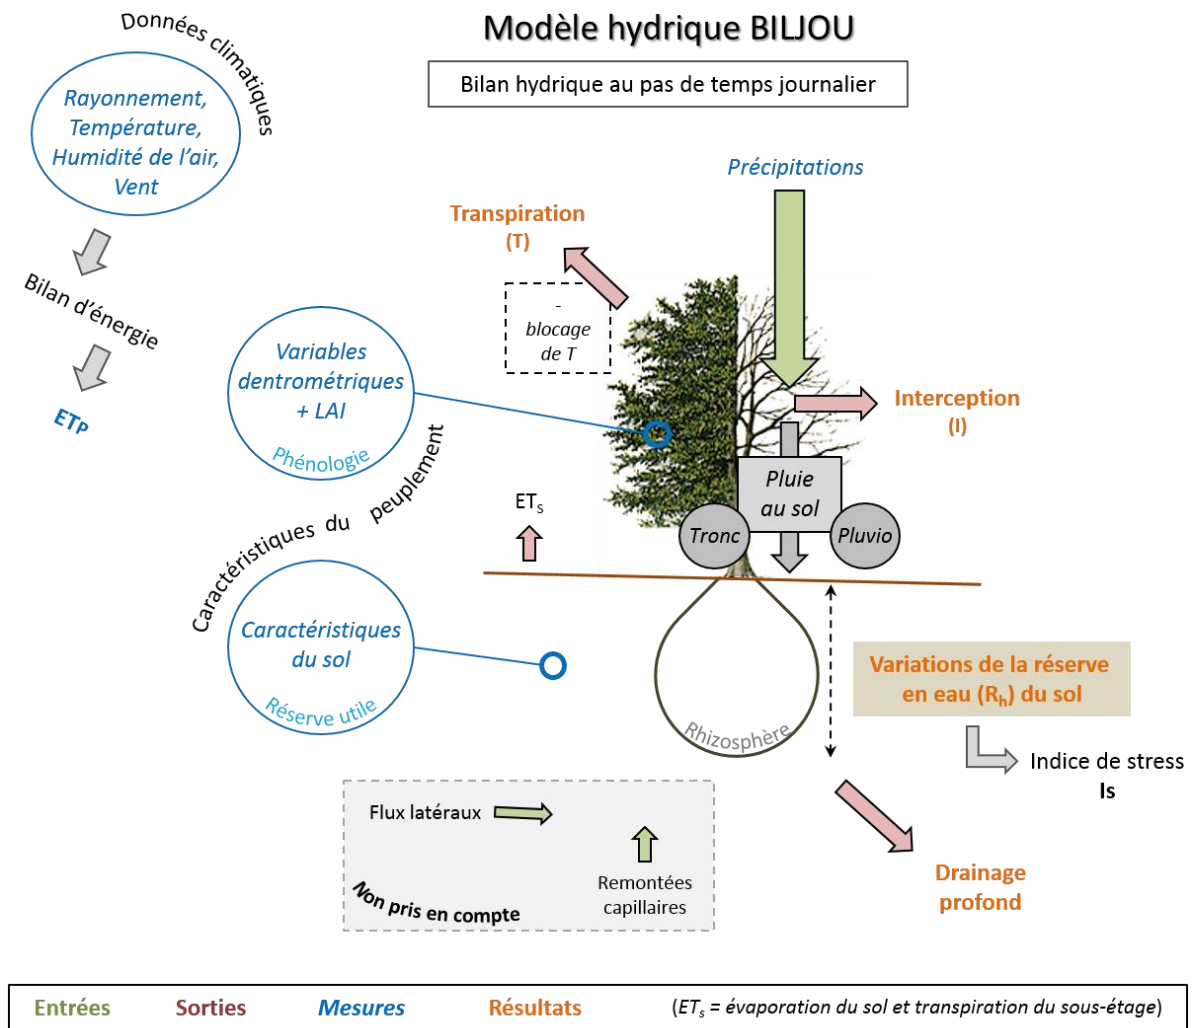 Modèle hydrique BILJOU
Bilan hydrique au pas de temps journalier
Données climatiques
Rayonnement,
Température,
Humidité de l'air,
Vent
Bilan d'énergie
ETP
Précipitations
Transpiration
(T)
-
blocage
de T
Variables
dentrométriques
+ LAI
Phénologie
Interception
(I)
Pluie
au sol
Tronc
Pluvio
ETs
Caractéristiques du peuplement
Caractéristiques
du sol
Réserve utile
Rhizosphère
Variations de la réserve
en eau (Rh) du sol
Indice de stress
Is
Flux latéraux
Remontées
capillaires
Non pris en compte
Drainage
profond
Entrées Sorties Mesures Résultats (ETs = évaporation du sol et transpiration du sous-étage)